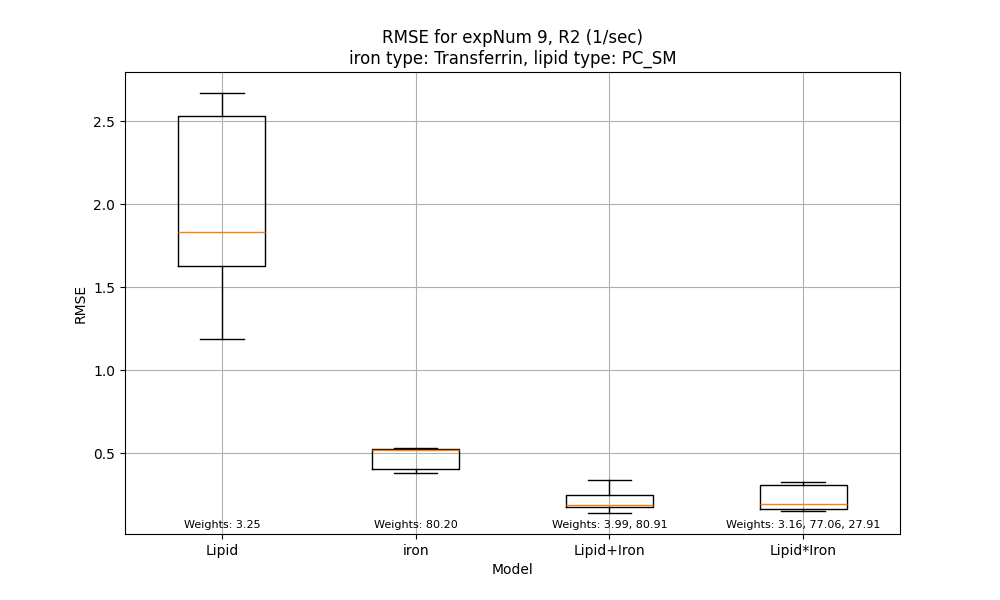 RMSE for expNum 9, R2 (1/sec)
iron type: Transferrin, lipid type: PC_SM
2.5
2.0
1.5
1.0
0.5
RMSE
Weights: 3.25
Weights: 80.20
Weights: 3.99, 80.91
Weights: 3.16, 77.06, 27.91
Lipid
iron
Lipid+Iron
Lipid*Iron
Model